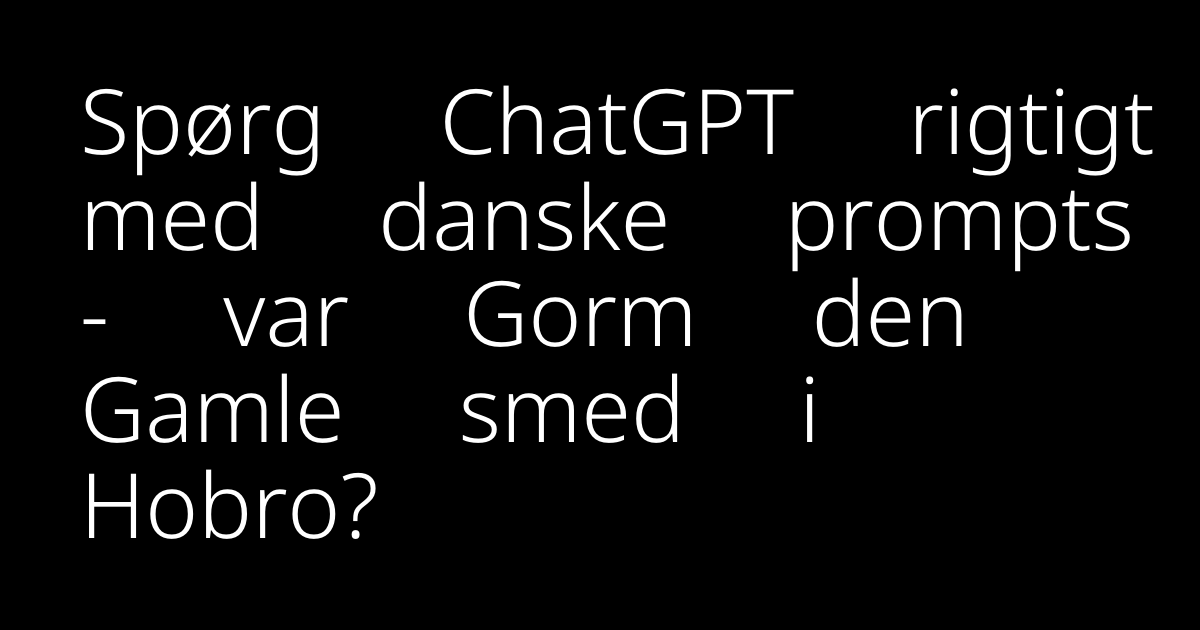 Spørg ChatGPT rigtigt
med danske prompts
- var Gorm den
Gamle smed i
Hobro?